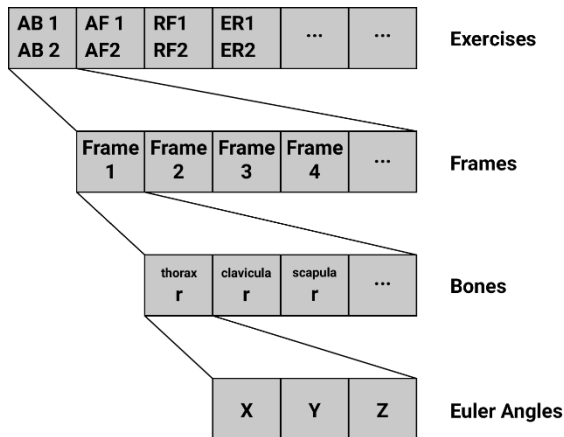 AB 1 AF 1 RF1 ER1 ... ... Exercises
AB 2 AF2 RF2 ER2
Frame Frame Frame Frame ... Frames
1 2 3 4
thorax clavicula scapula ... Bones
r r r
X Y Z Euler Angles